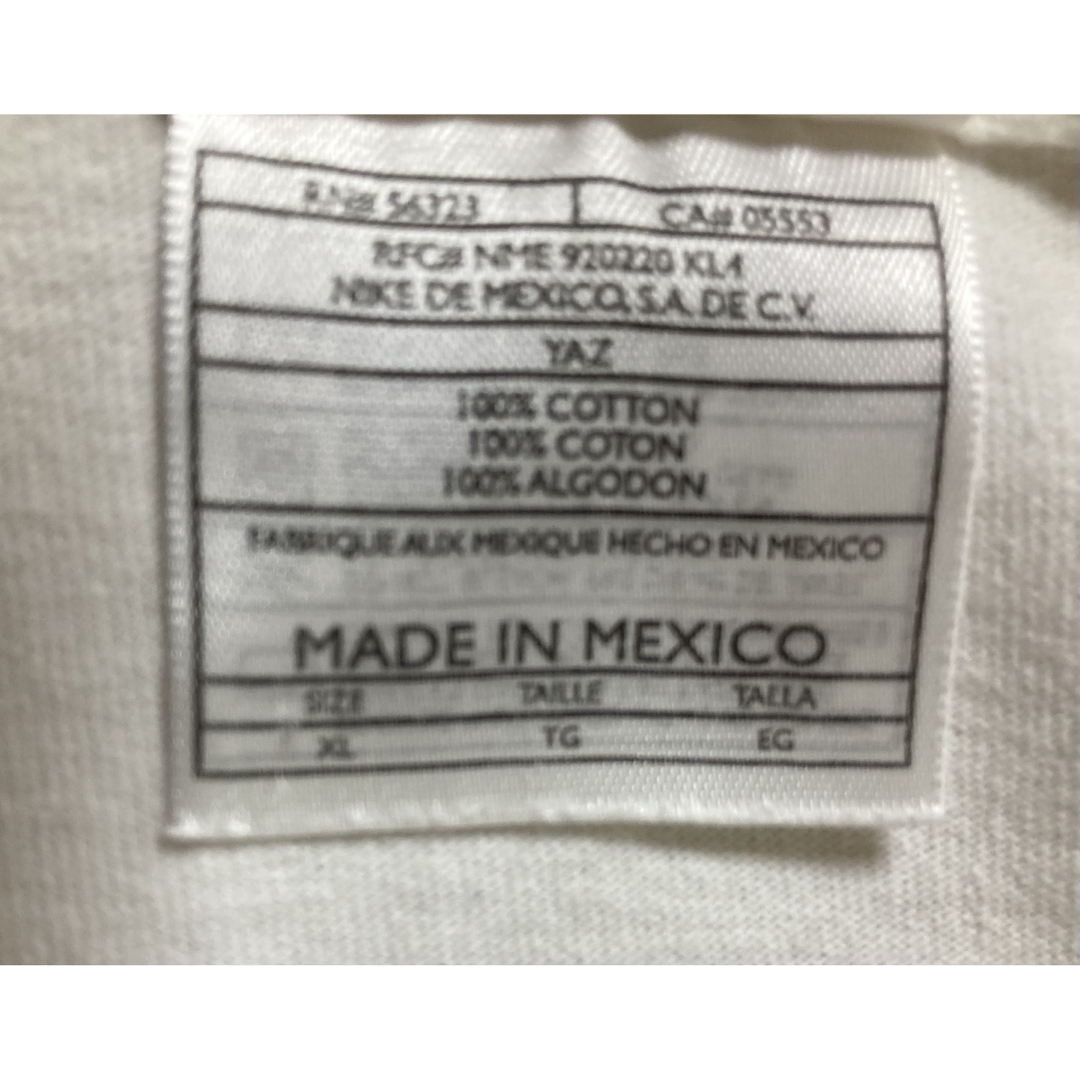 RN# 56323 CA# 05553
RFC# NME 920220 XL4
NIKE DE MEXICO, S.A. DE C.V.
YAZ
100% COTTON
100% COTON
100% ALGODON
FABRIQUE AUX MEXIQUE HECHO EN MEXICO
MADE IN MEXICO
SIZE TAILLE TALLA
XL TG EG